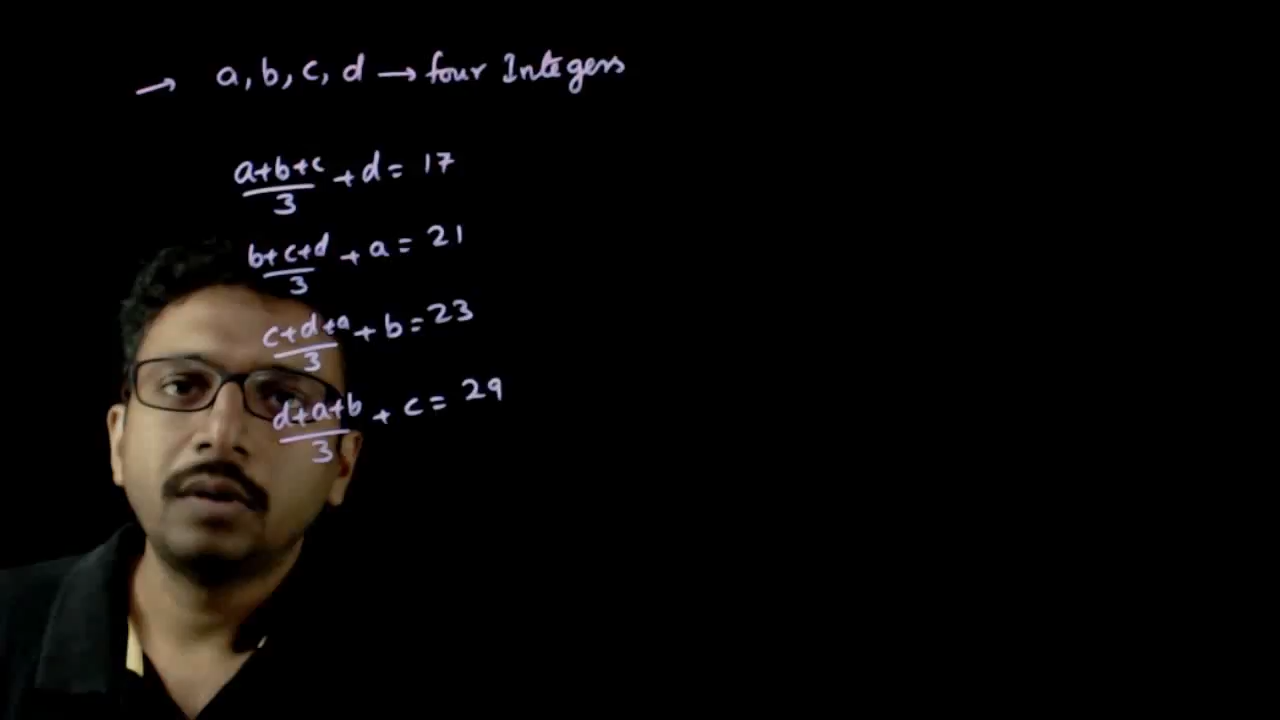 → a, b, c, d → four Integers
a+b+c/3 + d = 17
b+c+d/3 + a = 21
c+d+a/3 + b = 23
d+a+b/3 + c = 29